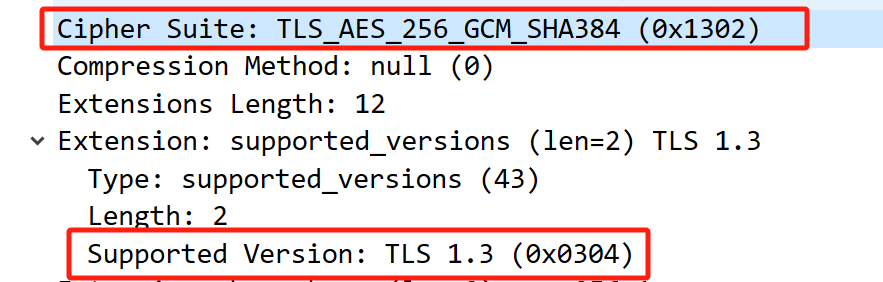 Cipher Suite: TLS_AES_256_GCM_SHA384 (0x1302)
Compression Method: null (0)
Extensions Length: 12
Extension: supported_versions (len=2) TLS 1.3
Type: supported_versions (43)
Length: 2
Supported Version: TLS 1.3 (0x0304)